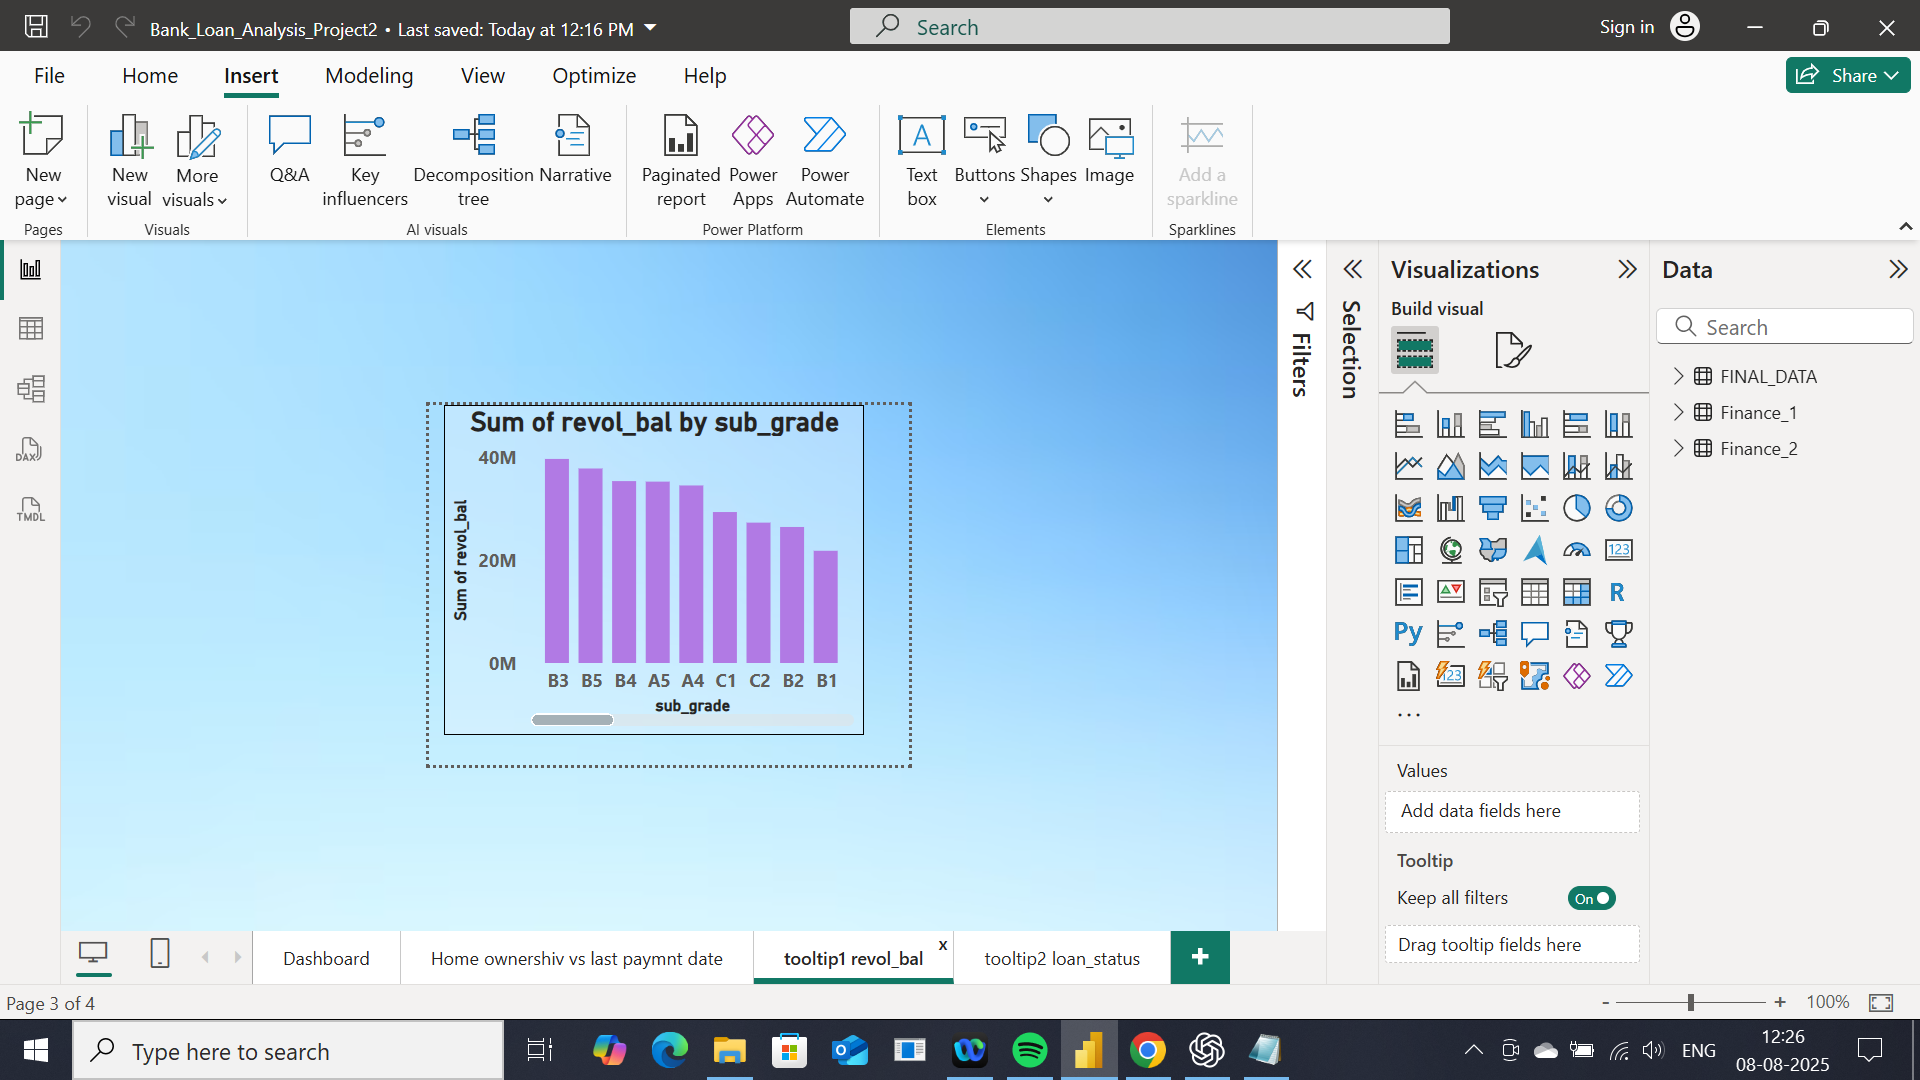 Bank_Loan_Analysis_Project2 • Last saved: Today at 12:16 PM
Search
Sign in
File
Home
Insert
Modeling
View
Optimize
Help
Share
New page
New visual
More visuals
Q&A
Key influencers
Decomposition tree
Narrative
Paginated report
Power Apps
Power Automate
Text box
Buttons
Shapes
Image
Add a sparkline
Pages
Visuals
AI visuals
Power Platform
Elements
Sparklines
DAX
TMDL
Sum of revol_bal by sub_grade
Sum of revol_bal
40M
20M
0M
B3 B5 B4 A5 A4 C1 C2 B2 B1
sub_grade
Filters
Selection
Visualizations
Build visual
123
R
Py
123
...
Values
Add data fields here
Tooltip
Keep all filters
On
Drag tooltip fields here
Data
Search
FINAL_DATA
Finance_1
Finance_2
Dashboard
Home ownershiv vs last paymnt date
tooltip1 revol_bal
x
tooltip2 loan_status
+
Page 3 of 4
- + 100%
Type here to search
ENG
12:26
08-08-2025